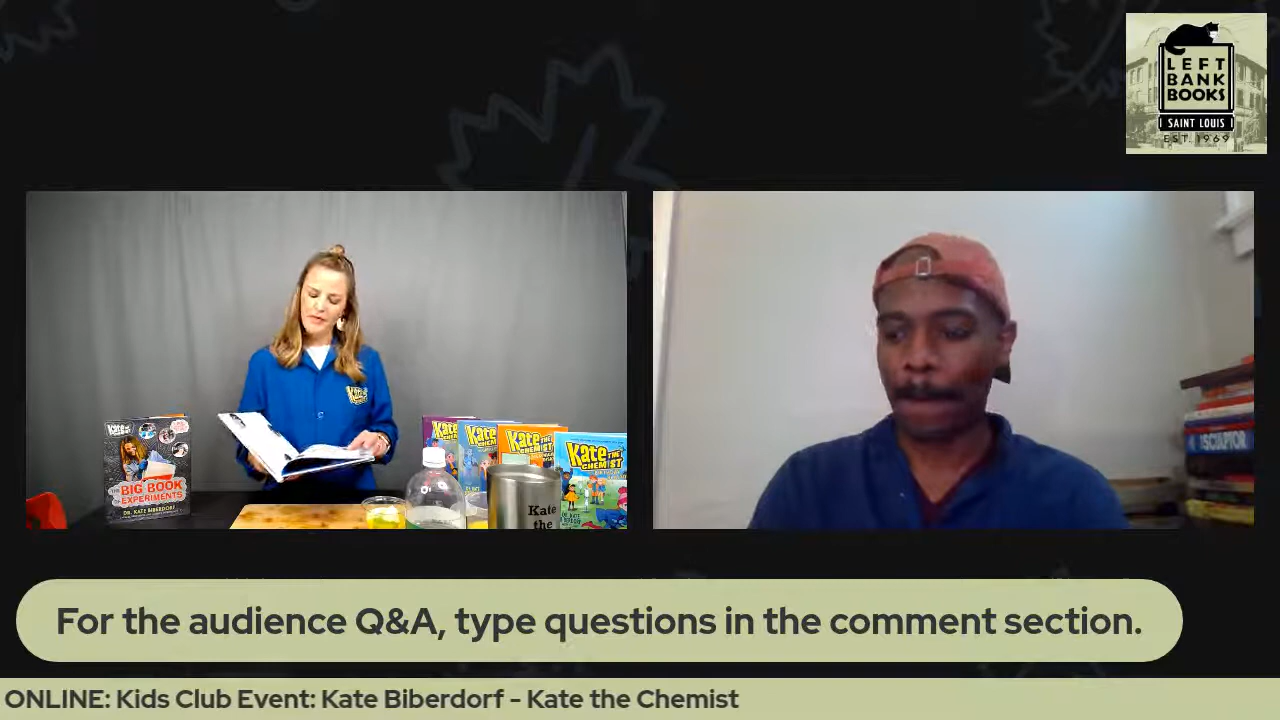 LEFT
BANK
BOOKS
SAINT LOUIS
EST. 1969
Kate
BIG BOOK
EXPERIMENTS
DR. KATE BIBERDORF
Kate
Kate
Kate THE
CHEMIST
Kate THE
CHEMIST
Kate
the
SCULPTOR
For the audience Q&A, type questions in the comment section.
ONLINE: Kids Club Event: Kate Biberdorf - Kate the Chemist